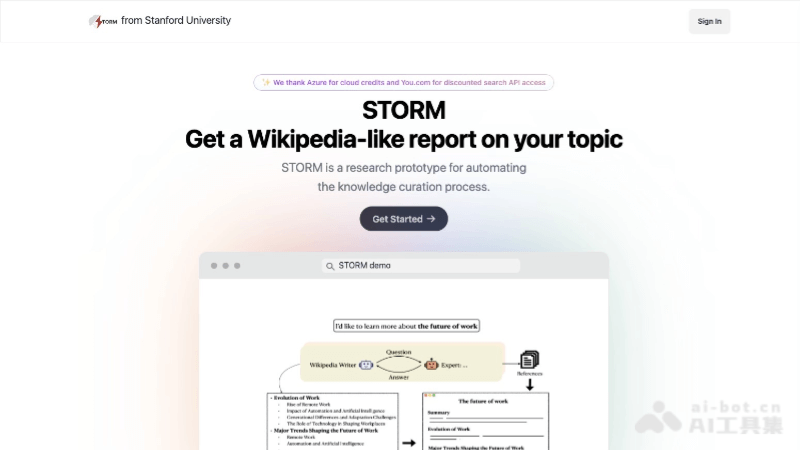 STORM from Stanford University
Sign In
✨ We thank Azure for cloud credits and You.com for discounted search API access
STORM
Get a Wikipedia-like report on your topic
STORM is a research prototype for automating
the knowledge curation process.
Get Started →
STORM demo
I'd like to learn more about the future of work
Question
Wikipedia Writer
Expert: ...
Answer
References
- Evolution of Work
- Rise of Remote Work
- Impact of Automation and Artificial Intelligence
- Generational Differences and Adaptation Challenges
- The Role of Technology in Shaping Workplaces
- Major Trends Shaping the Future of Work
- Remote Work
- Automation and Artificial Intelligence
The future of work
Summary
Evolution of Work
Major Trends Shaping the Future of Work
ai-bot.cn
AI工具集